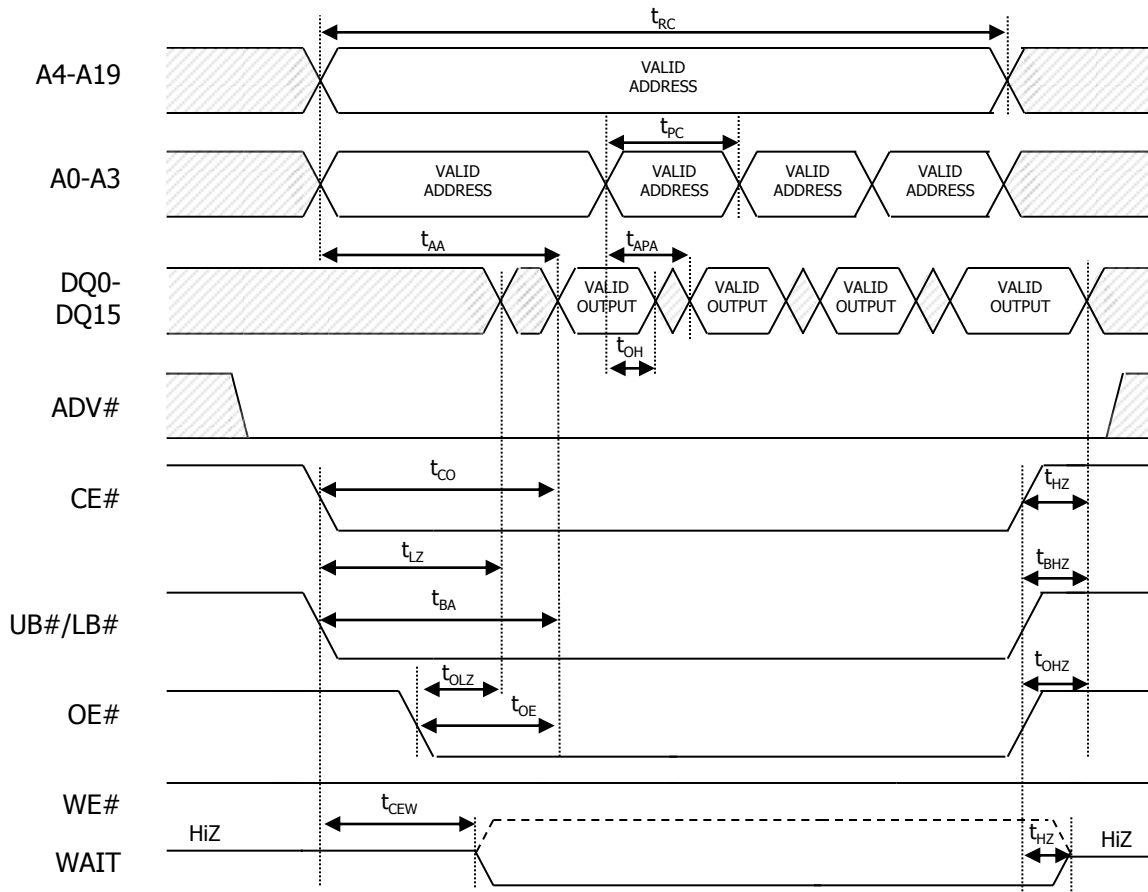 tRC
A4-A19
VALID
ADDRESS
tPC
A0-A3
VALID
ADDRESS
VALID
ADDRESS
VALID
ADDRESS
VALID
ADDRESS
tAA
tAPA
DQ0-
DQ15
VALID
OUTPUT
VALID
OUTPUT
VALID
OUTPUT
VALID
OUTPUT
tOH
ADV#
tCO
tHZ
CE#
tLZ
tBHZ
tBA
UB#/LB#
tOLZ
tOHZ
tOE
OE#
WE#
tCEW
HiZ
tHZ
HiZ
WAIT